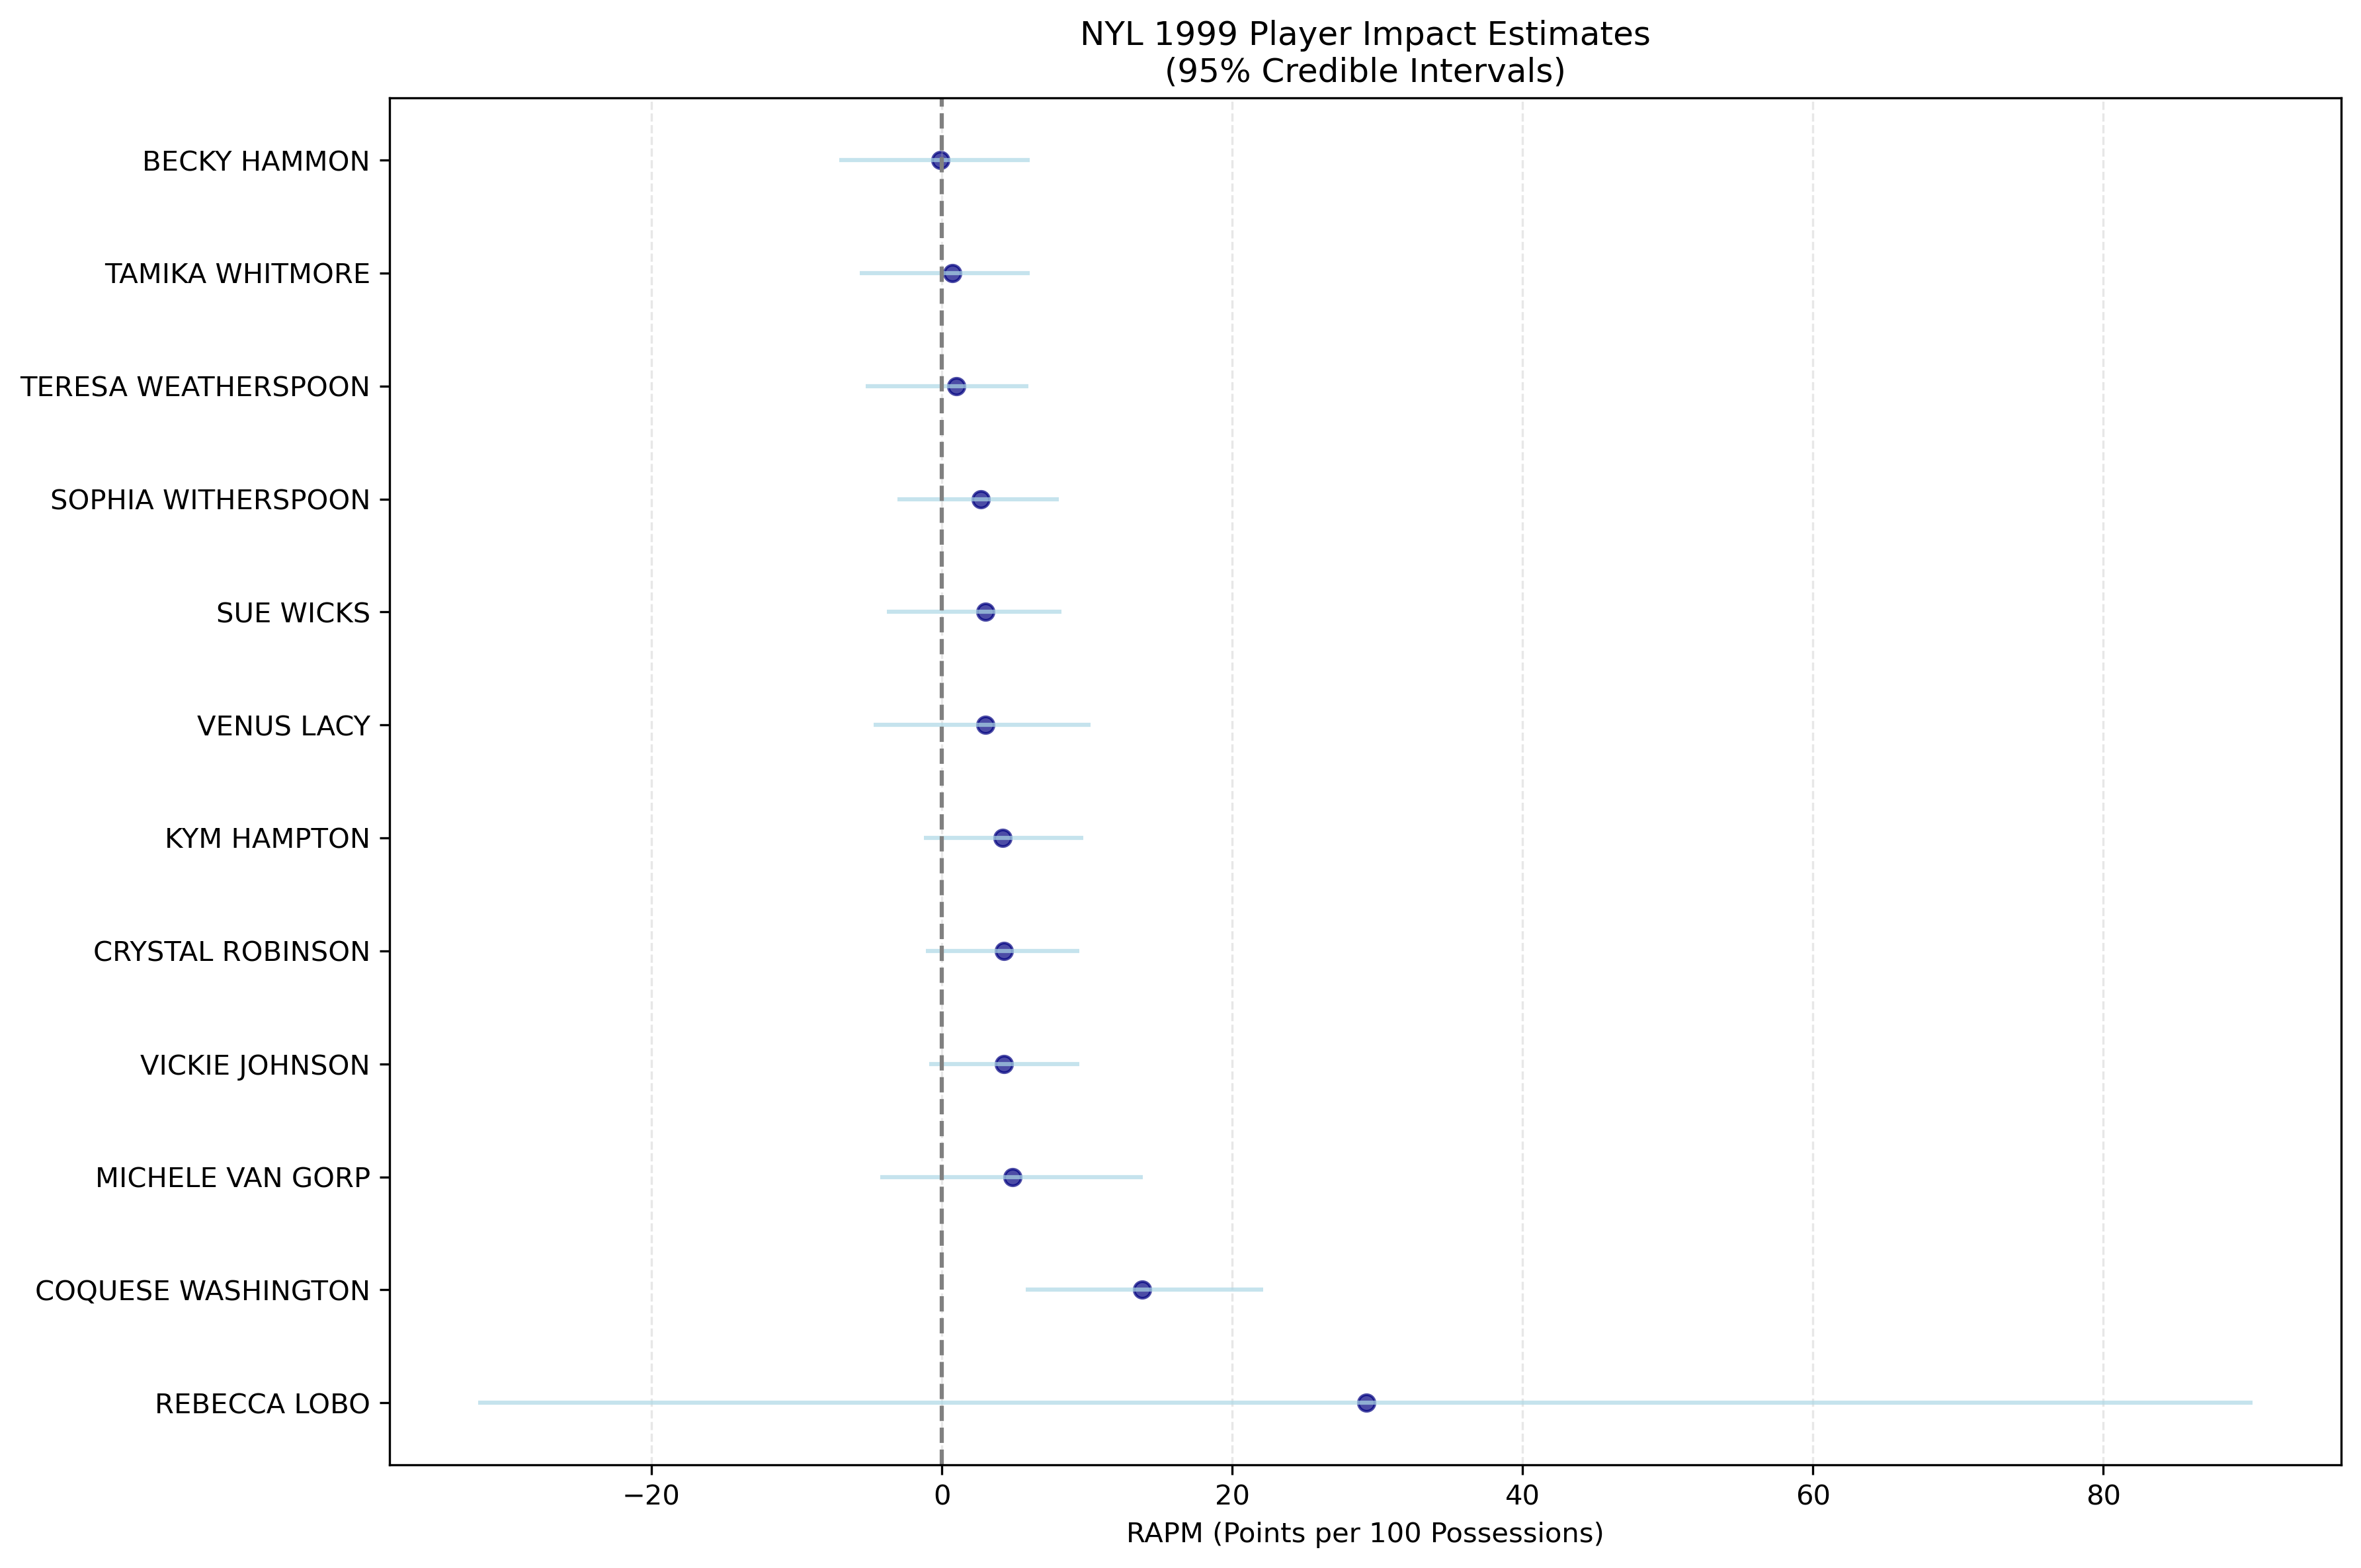 NYL 1999 Player Impact Estimates
(95% Credible Intervals)
BECKY HAMMON
TAMIKA WHITMORE
TERESA WEATHERSPOON
SOPHIA WITHERSPOON
SUE WICKS
VENUS LACY
KYM HAMPTON
CRYSTAL ROBINSON
VICKIE JOHNSON
MICHELE VAN GORP
COQUESE WASHINGTON
REBECCA LOBO
−20 0 20 40 60 80
RAPM (Points per 100 Possessions)